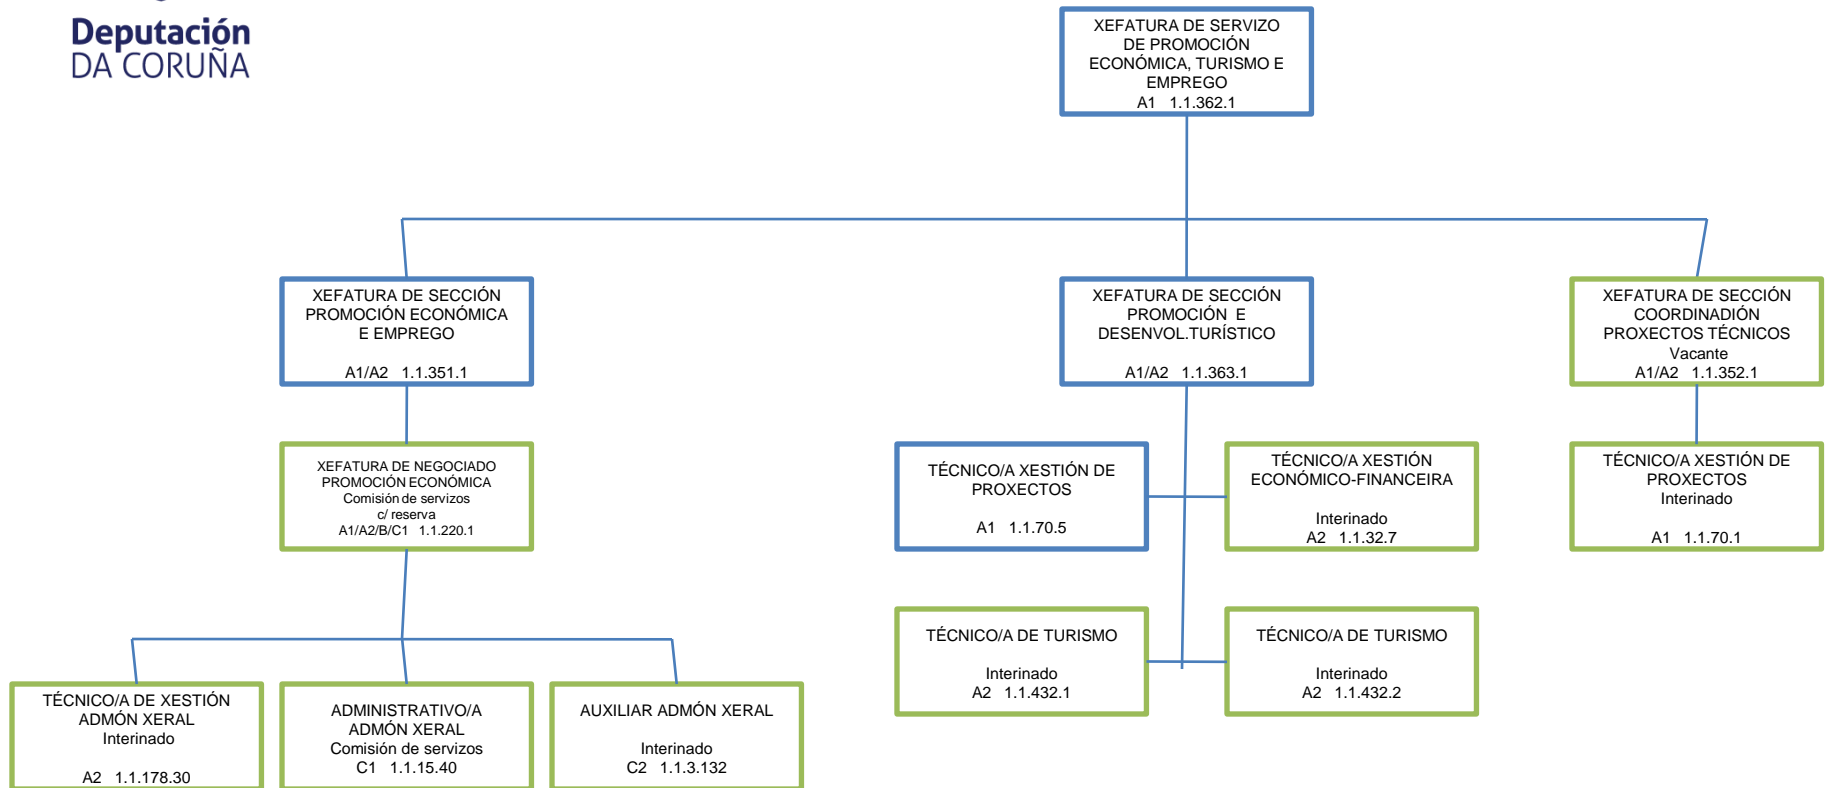 Deputación
DA CORUÑA
XEFATURA DE SERVIZO
DE PROMOCIÓN
ECONÓMICA, TURISMO E
EMPREGO
A1 1.1.362.1
XEFATURA DE SECCIÓN
PROMOCIÓN ECONÓMICA
E EMPREGO
A1/A2 1.1.351.1
XEFATURA DE SECCIÓN
PROMOCIÓN E
DESENVOL.TURÍSTICO
A1/A2 1.1.363.1
XEFATURA DE SECCIÓN
COORDINADIÓN
PROXECTOS TÉCNICOS
Vacante
A1/A2 1.1.352.1
XEFATURA DE NEGOCIADO
PROMOCIÓN ECONÓMICA
Comisión de servizos
c/ reserva
A1/A2/B/C1 1.1.220.1
TÉCNICO/A XESTIÓN DE
PROXECTOS
A1 1.1.70.5
TÉCNICO/A XESTIÓN
ECONÓMICO-FINANCEIRA
Interinado
A2 1.1.32.7
TÉCNICO/A XESTIÓN DE
PROXECTOS
Interinado
A1 1.1.70.1
TÉCNICO/A DE TURISMO
Interinado
A2 1.1.432.1
TÉCNICO/A DE TURISMO
Interinado
A2 1.1.432.2
TÉCNICO/A DE XESTIÓN
ADMÓN XERAL
Interinado
A2 1.1.178.30
ADMINISTRATIVO/A
ADMÓN XERAL
Comisión de servizos
C1 1.1.15.40
AUXILIAR ADMÓN XERAL
Interinado
C2 1.1.3.132